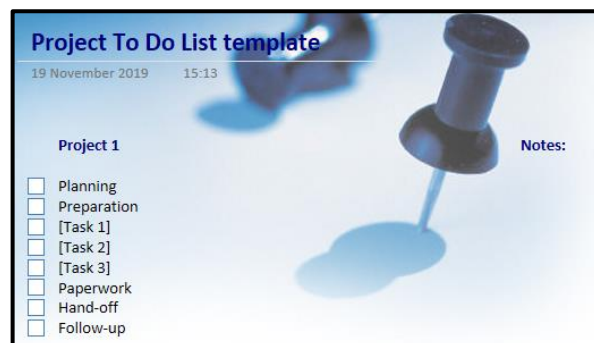 Project To Do List template
19 November 2019 15:13
Project 1
Notes:
Planning
Preparation
[Task 1]
[Task 2]
[Task 3]
Paperwork
Hand-off
Follow-up